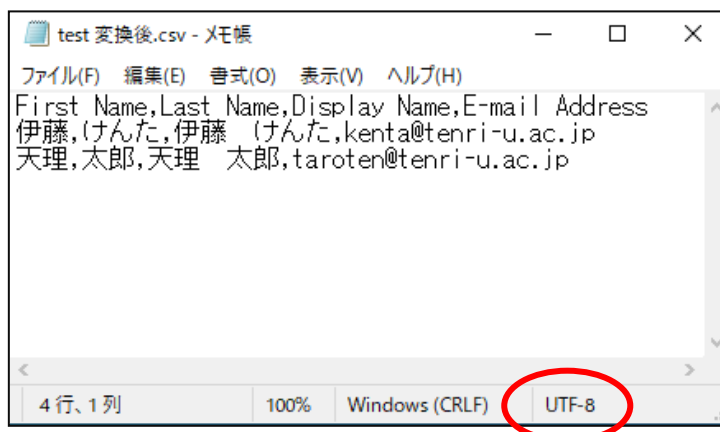 test 変換後.csv - メモ帳
ファイル(F) 編集(E) 書式(O) 表示(V) ヘルプ(H)
First Name,Last Name,Display Name,E-mail Address
伊藤,けんた,伊藤　けんた,kenta@tenri-u.ac.jp
天理,太郎,天理　太郎,taroten@tenri-u.ac.jp
4 行、1 列 100% Windows (CRLF) UTF-8